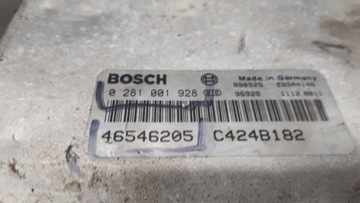 BOSCH Made in Germany
0 281 001 928
46546205 C424B182